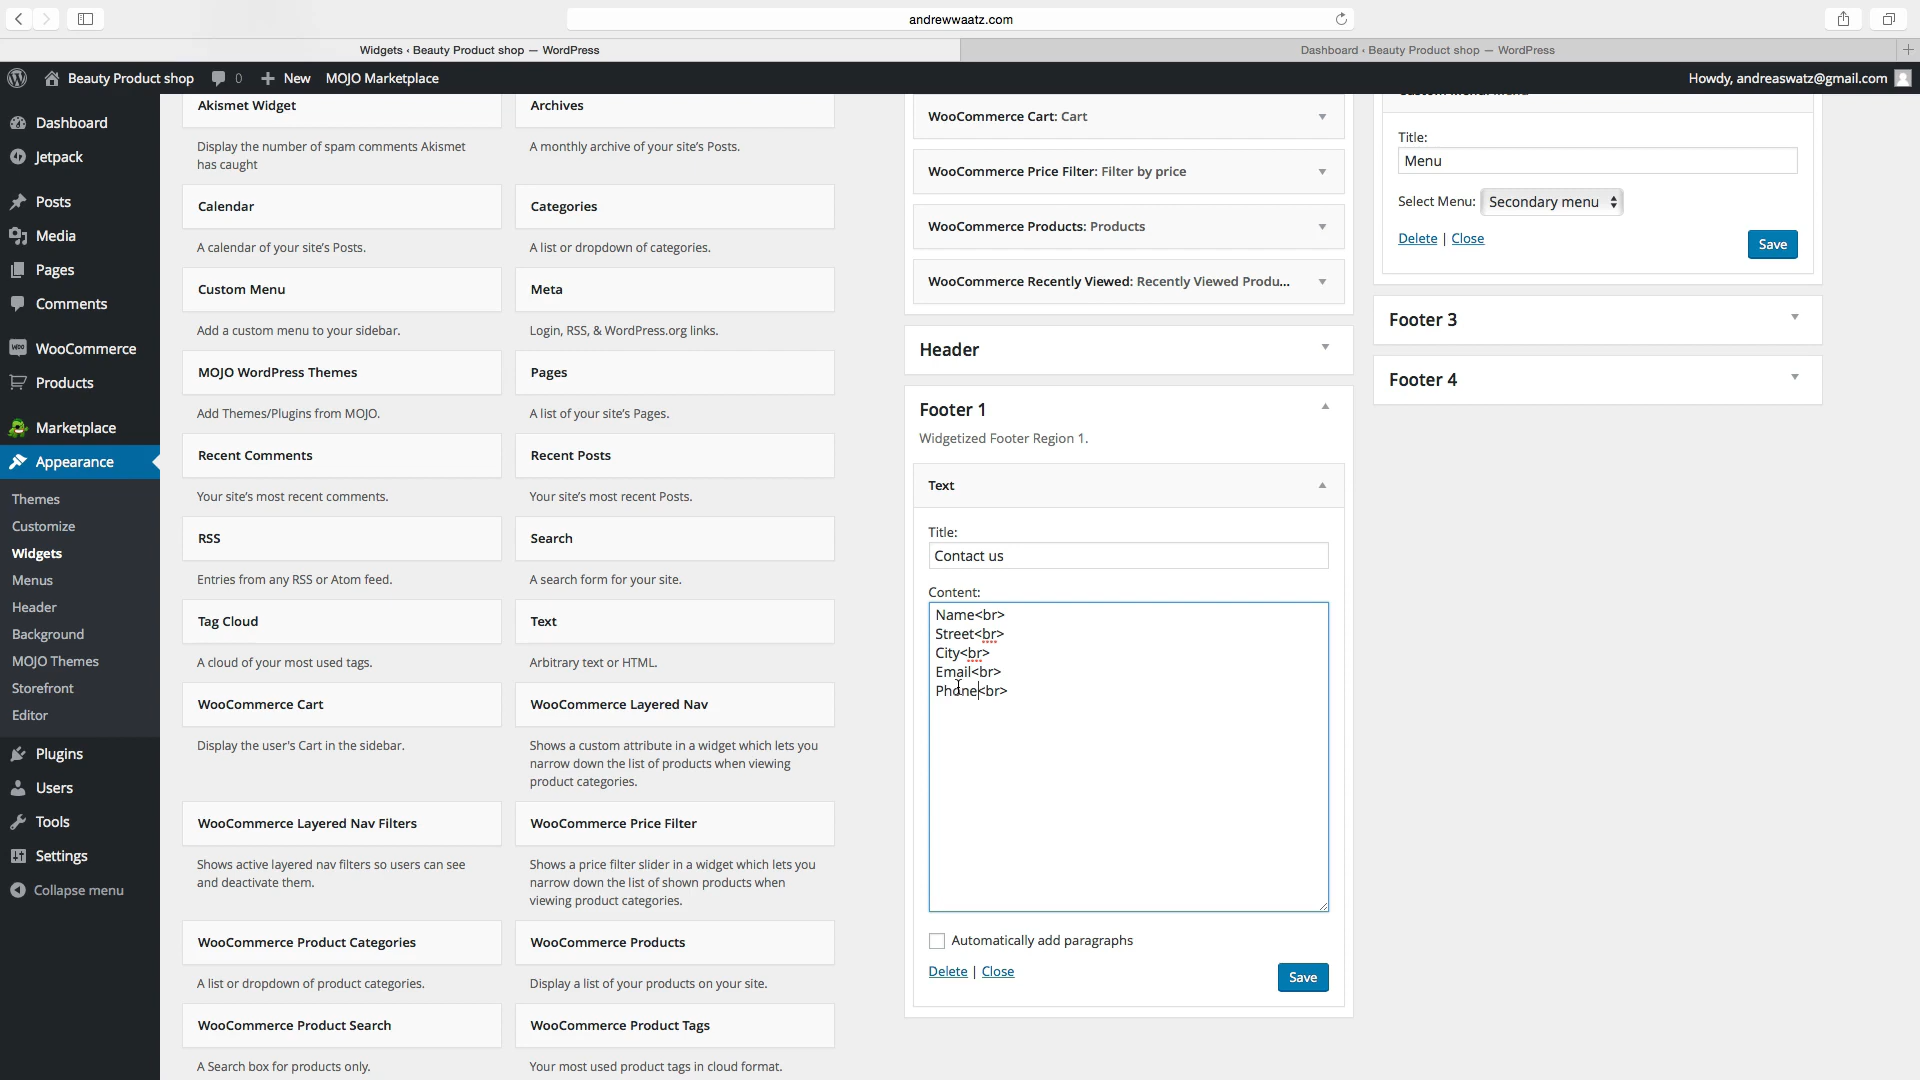 andrewwaatz.com
Widgets ‹ Beauty Product shop — WordPress
Dashboard ‹ Beauty Product shop — WordPress
Beauty Product shop
0
New
MOJO Marketplace
Howdy, andreaswatz@gmail.com
Dashboard
Jetpack
Posts
Media
Pages
Comments
WooCommerce
Products
Marketplace
Appearance
Themes
Customize
Widgets
Menus
Header
Background
MOJO Themes
Storefront
Editor
Plugins
Users
Tools
Settings
Collapse menu
Akismet Widget
Display the number of spam comments Akismet
has caught
Archives
A monthly archive of your site's Posts.
Calendar
A calendar of your site's Posts.
Categories
A list or dropdown of categories.
Custom Menu
Add a custom menu to your sidebar.
Meta
Login, RSS, & WordPress.org links.
MOJO WordPress Themes
Add Themes/Plugins from MOJO.
Pages
A list of your site's Pages.
Recent Comments
Your site's most recent comments.
Recent Posts
Your site's most recent Posts.
RSS
Entries from any RSS or Atom feed.
Search
A search form for your site.
Tag Cloud
A cloud of your most used tags.
Text
Arbitrary text or HTML.
WooCommerce Cart
Display the user's Cart in the sidebar.
WooCommerce Layered Nav
Shows a custom attribute in a widget which lets you
narrow down the list of products when viewing
product categories.
WooCommerce Layered Nav Filters
Shows active layered nav filters so users can see
and deactivate them.
WooCommerce Price Filter
Shows a price filter slider in a widget which lets you
narrow down the list of shown products when
viewing product categories.
WooCommerce Product Categories
A list or dropdown of product categories.
WooCommerce Products
Display a list of your products on your site.
WooCommerce Product Search
A Search box for products only.
WooCommerce Product Tags
Your most used product tags in cloud format.
WooCommerce Cart: Cart
WooCommerce Price Filter: Filter by price
WooCommerce Products: Products
WooCommerce Recently Viewed: Recently Viewed Produ...
Header
Footer 1
Widgetized Footer Region 1.
Text
Title:
Contact us
Content:
Name<br>
Street<br>
City<br>
Email<br>
Phone<br>
Automatically add paragraphs
Delete | Close
Save
Title:
Menu
Select Menu: Secondary menu
Delete | Close
Save
Footer 3
Footer 4